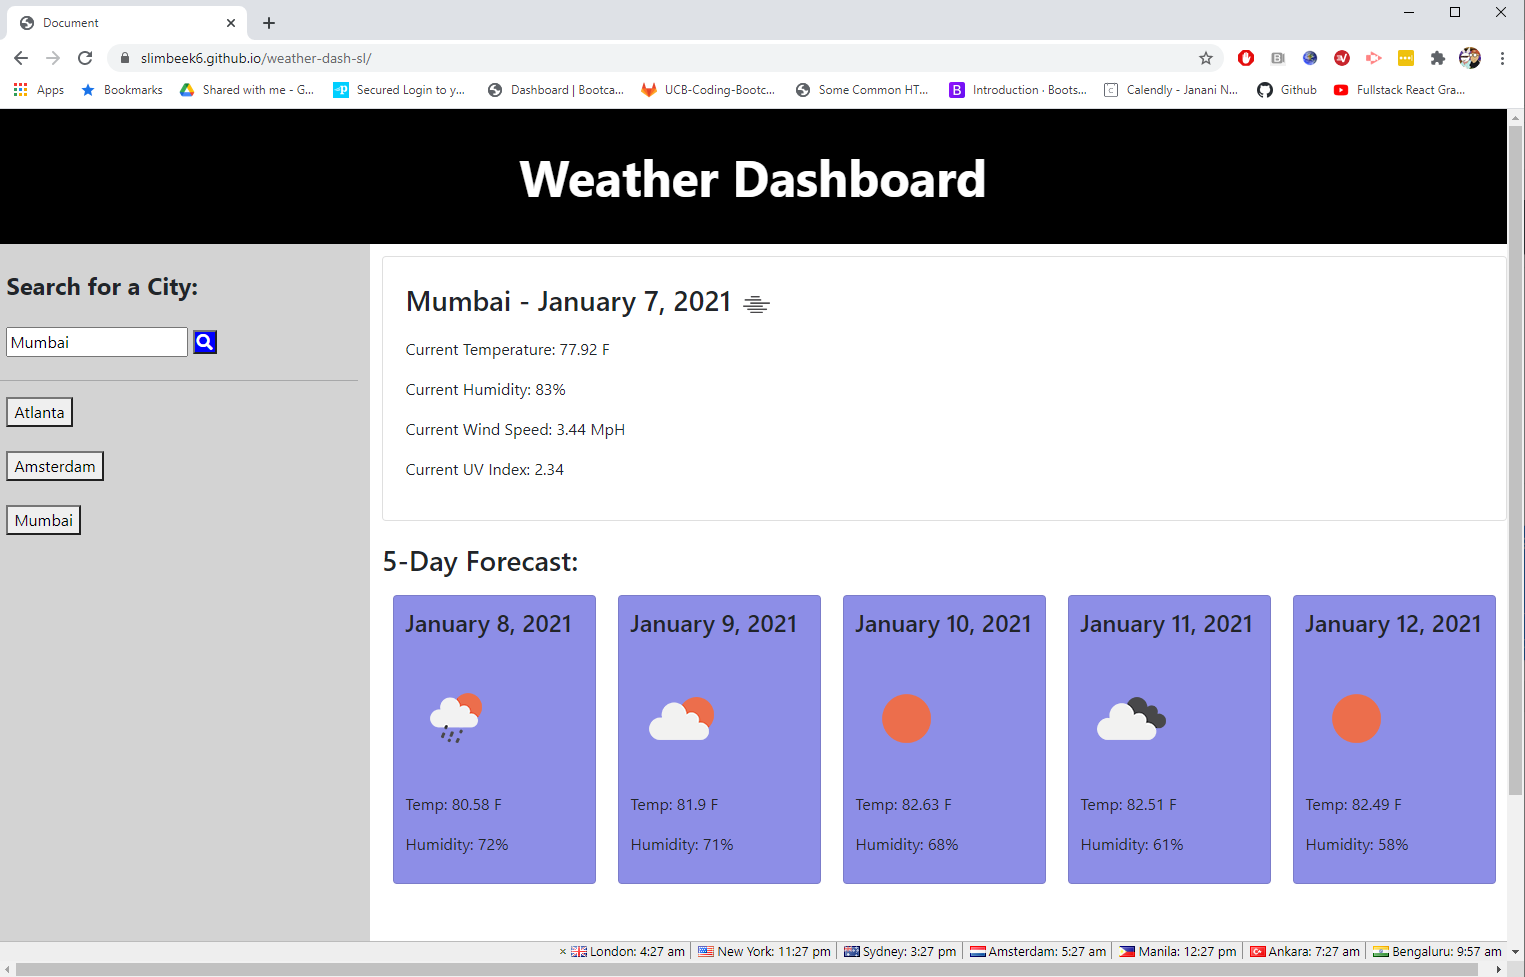 Document
slimbeek6.github.io/weather-dash-sl/
Apps Bookmarks Shared with me - G... Secured Login to y... Dashboard | Bootca... UCB-Coding-Bootc... Some Common HT... B Introduction · Boots... C Calendly - Janani N... Github Fullstack React Gra...
Weather Dashboard
Search for a City:
Mumbai
Atlanta
Amsterdam
Mumbai
Mumbai - January 7, 2021
Current Temperature: 77.92 F
Current Humidity: 83%
Current Wind Speed: 3.44 MpH
Current UV Index: 2.34
5-Day Forecast:
January 8, 2021
Temp: 80.58 F
Humidity: 72%
January 9, 2021
Temp: 81.9 F
Humidity: 71%
January 10, 2021
Temp: 82.63 F
Humidity: 68%
January 11, 2021
Temp: 82.51 F
Humidity: 61%
January 12, 2021
Temp: 82.49 F
Humidity: 58%
London: 4:27 am New York: 11:27 pm Sydney: 3:27 pm Amsterdam: 5:27 am Manila: 12:27 pm Ankara: 7:27 am Bengaluru: 9:57 am